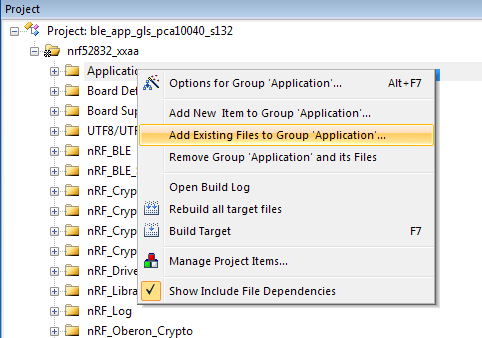 Project
Project: ble_app_gls_pca10040_s132
nrf52832_xxaa
Application
Options for Group 'Application'... Alt+F7
Board Def
Add New Item to Group 'Application'...
Board Sup
UTF8/UTF
Add Existing Files to Group 'Application'...
nRF_BLE
Remove Group 'Application' and its Files
nRF_BLE_
Open Build Log
nRF_Cryp
Rebuild all target files
nRF_Cryp
Build Target F7
nRF_Cryp
nRF_Cryp
Manage Project Items...
nRF_Drive
nRF_Libra
Show Include File Dependencies
nRF_Log
nRF_Oberon_Crypto